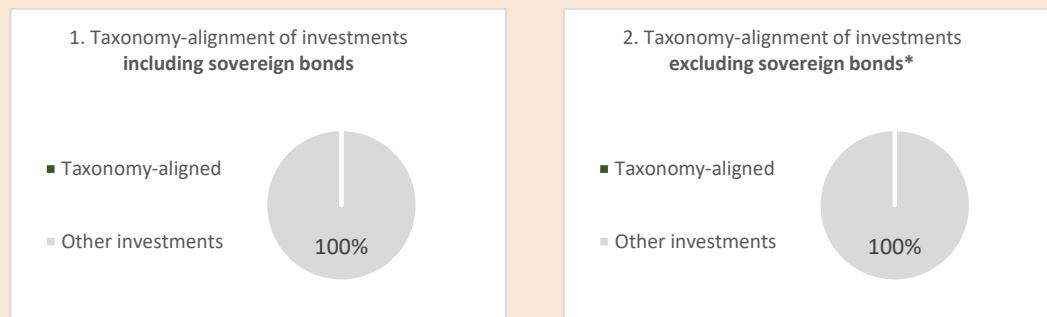 1. Taxonomy-alignment of investments
including sovereign bonds
Taxonomy-aligned
Other investments
100%
2. Taxonomy-alignment of investments
excluding sovereign bonds*
Taxonomy-aligned
Other investments
100%